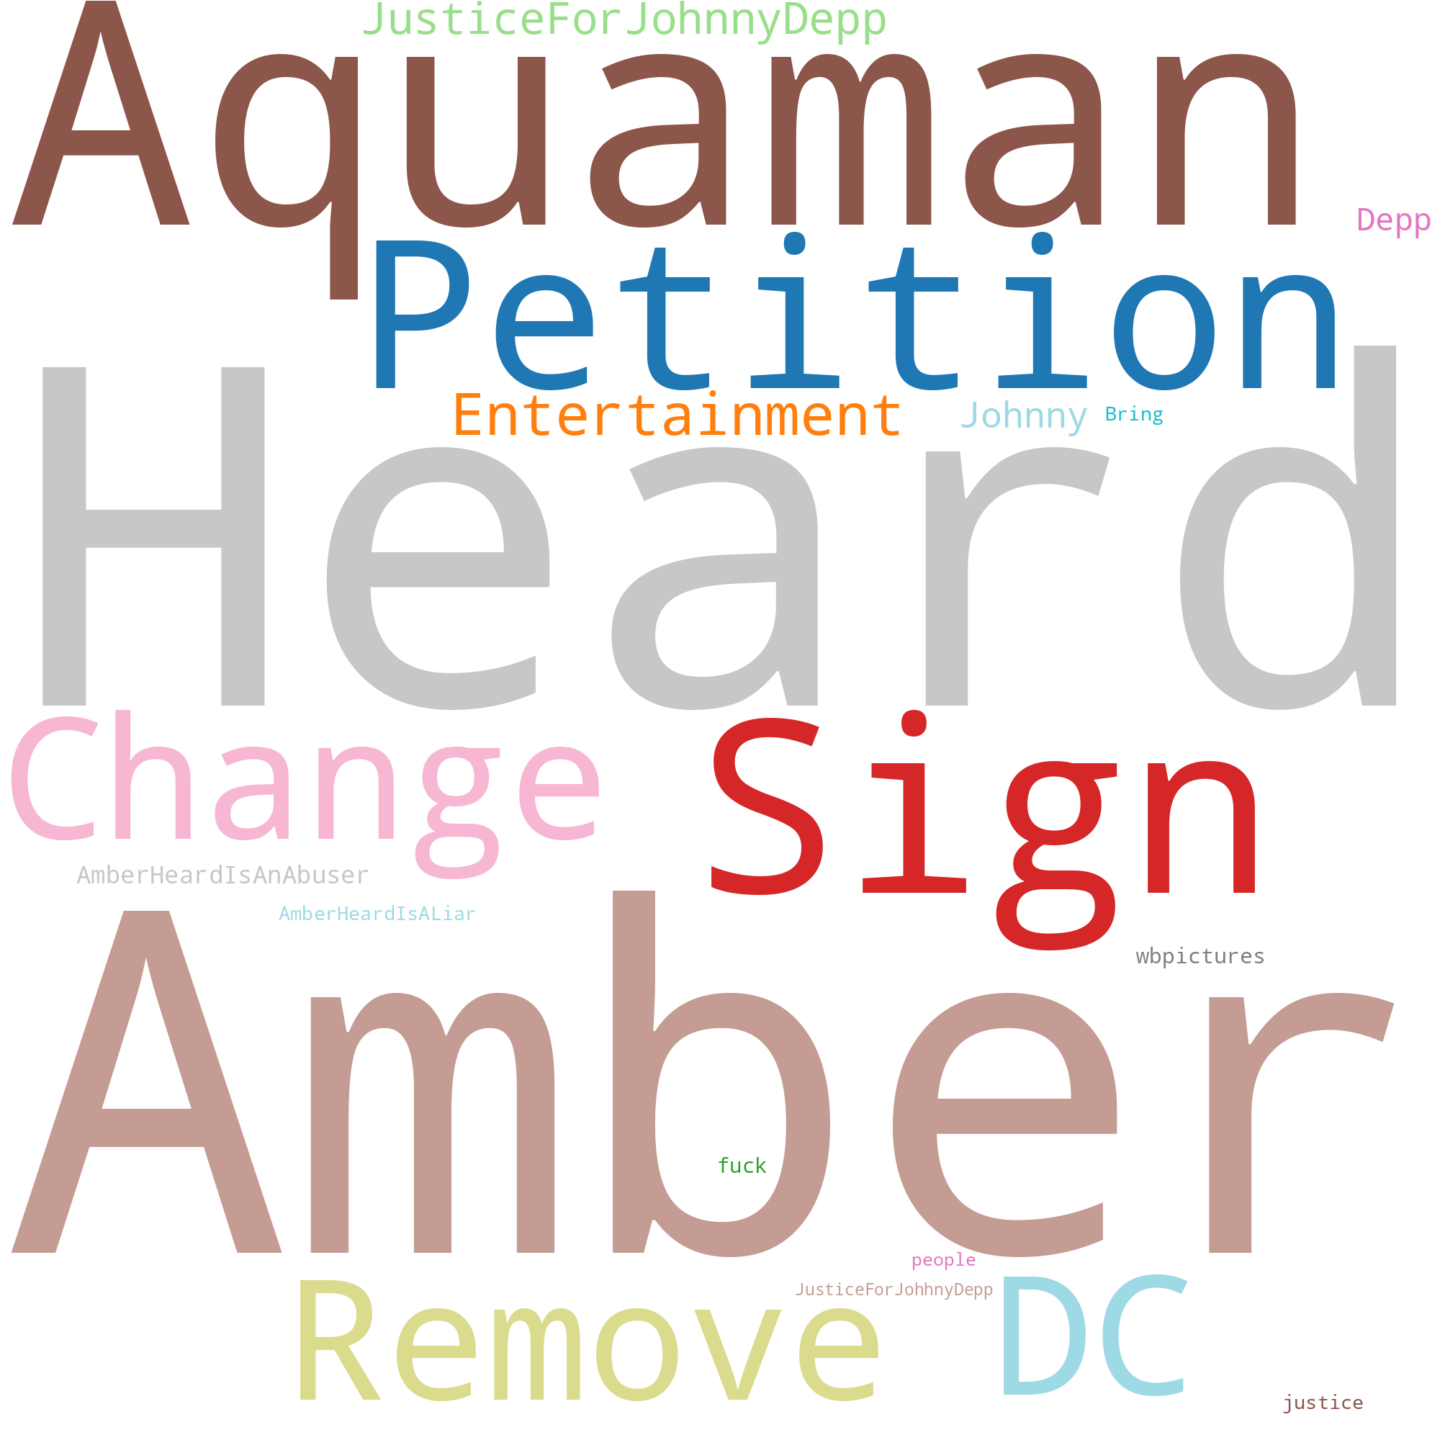 JusticeForJohnnyDepp
Aquaman
Depp
Petition
Entertainment Johnny Bring
Heard
Change Sign
AmberHeardIsAnAbuser
AmberHeardIsALiar
wbpictures
Amber
fuck
people
JusticeForJohhnyDepp
Remove DC
justice